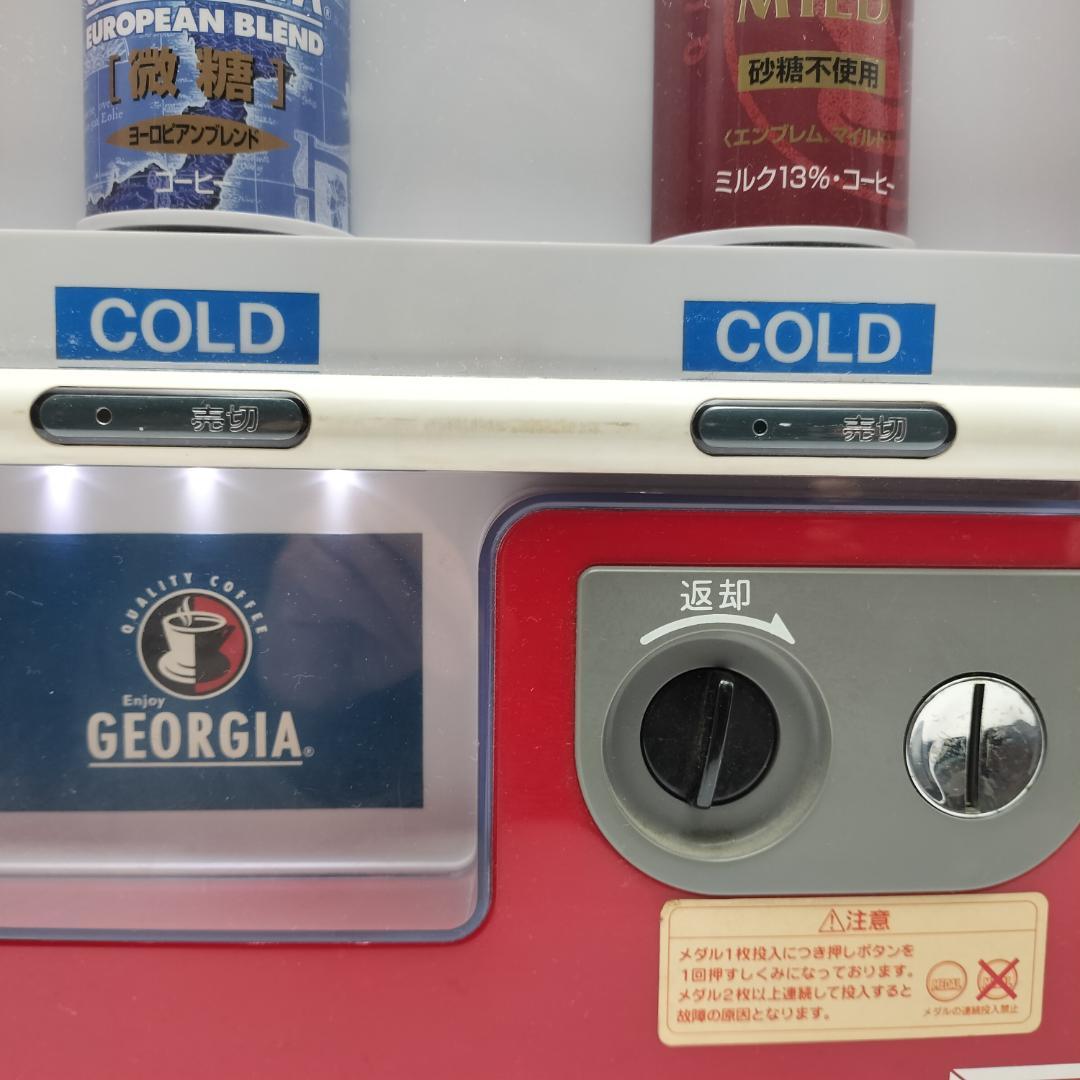 EUROPEAN BLEND
[微糖]
ヨーロピアンブレンド
コーヒー
MILD
砂糖不使用
〈エンブレム マイルド〉
ミルク13%・コーヒー
COLD
COLD
売切
売切
QUALITY COFFEE
Enjoy
GEORGIA®
返却
⚠注意
メダル1枚投入につき押しボタンを
1回押すしくみになっております。
メダル2枚以上連続して投入すると
故障の原因となります。
MEDAL
メダルの連続投入禁止